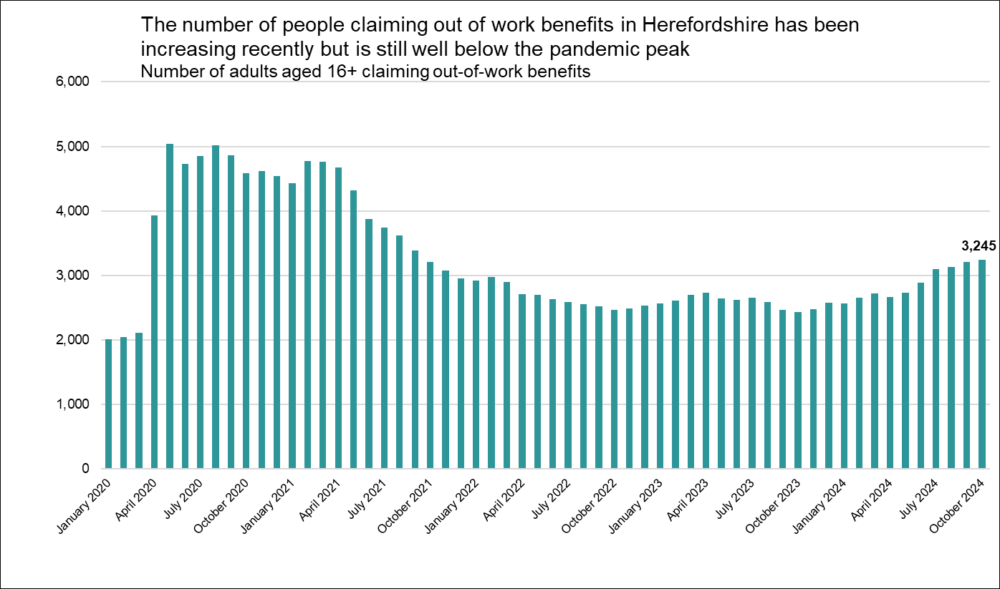 The number of people claiming out of work benefits in Herefordshire has been
increasing recently but is still well below the pandemic peak
Number of adults aged 16+ claiming out-of-work benefits
6,000
5,000
4,000
3,000
2,000
1,000
0
3,245
January 2020
April 2020
July 2020
October 2020
January 2021
April 2021
July 2021
October 2021
January 2022
April 2022
July 2022
October 2022
January 2023
April 2023
July 2023
October 2023
January 2024
April 2024
July 2024
October 2024